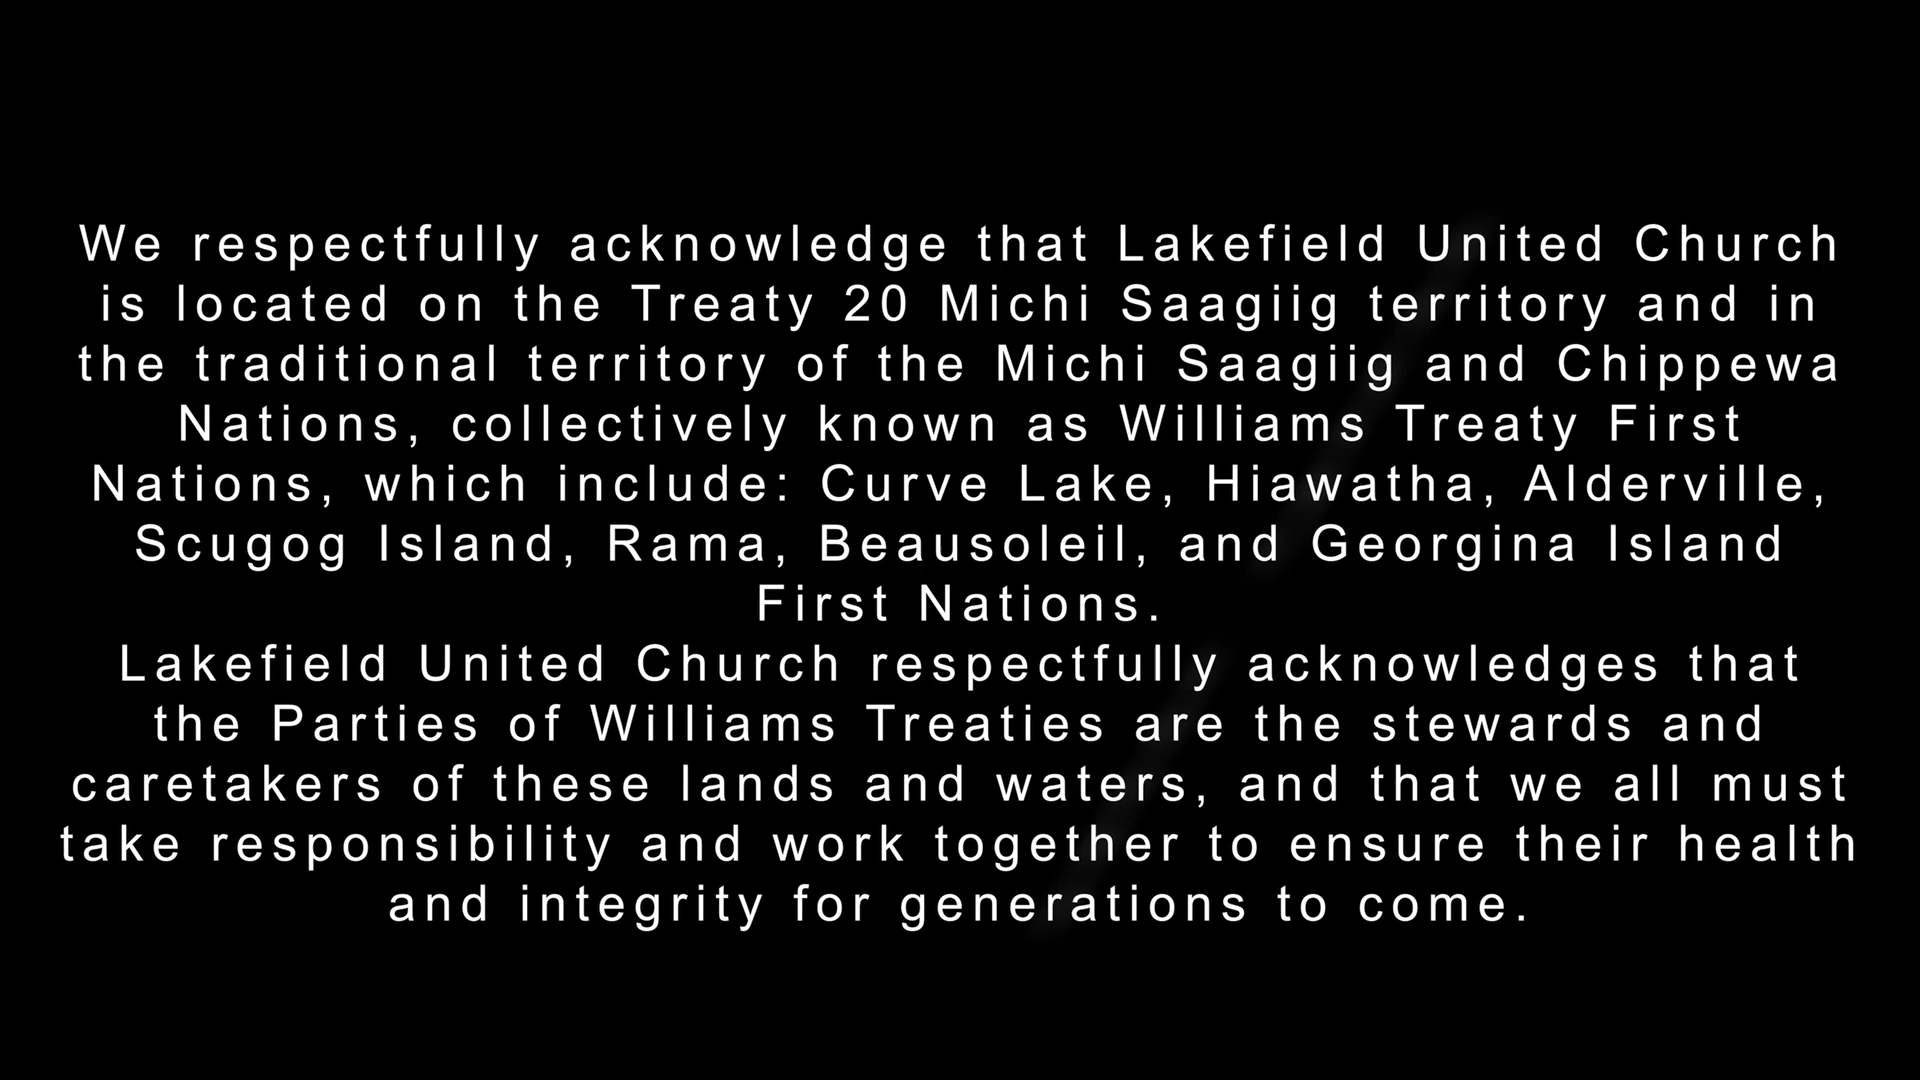 We respectfully acknowledge that Lakefield United Church
is located on the Treaty 20 Michi Saagiig territory and in
the traditional territory of the Michi Saagiig and Chippewa
Nations, collectively known as Williams Treaty First
Nations, which include: Curve Lake, Hiawatha, Alderville,
Scugog Island, Rama, Beausoleil, and Georgina Island
First Nations.
Lakefield United Church respectfully acknowledges that
the Parties of Williams Treaties are the stewards and
caretakers of these lands and waters, and that we all must
take responsibility and work together to ensure their health
and integrity for generations to come.